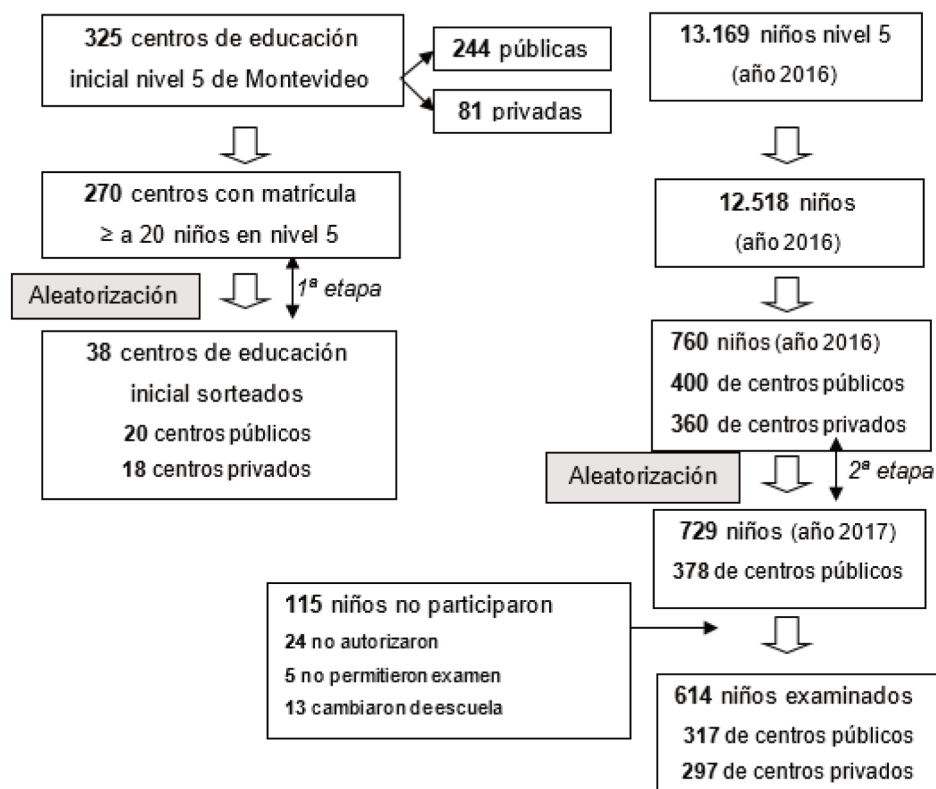 325 centros de educación
inicial nivel 5 de Montevideo
244 públicas
81 privadas
270 centros con matrícula
≥ a 20 niños en nivel 5
Aleatorización
1ª etapa
38 centros de educación
inicial sorteados
20 centros públicos
18 centros privados
13.169 niños nivel 5
(año 2016)
12.518 niños
(año 2016)
760 niños (año 2016)
400 de centros públicos
360 de centros privados
Aleatorización
2ª etapa
729 niños (año 2017)
378 de centros públicos
115 niños no participaron
24 no autorizaron
5 no permitieron examen
13 cambiaron de escuela
614 niños examinados
317 de centros públicos
297 de centros privados